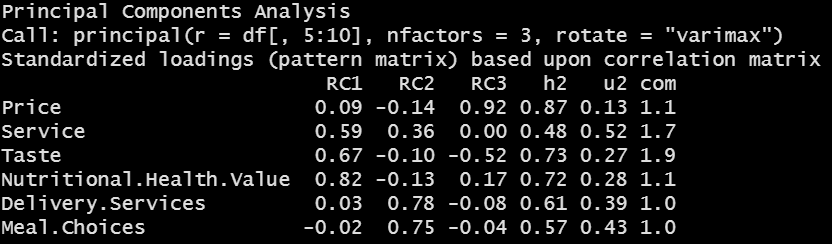 Principal Components Analysis
Call: principal(r = df[, 5:10], nfactors = 3, rotate = "varimax")
Standardized loadings (pattern matrix) based upon correlation matrix
RC1 RC2 RC3 h2 u2 com
Price 0.09 -0.14 0.92 0.87 0.13 1.1
Service 0.59 0.36 0.00 0.48 0.52 1.7
Taste 0.67 -0.10 -0.52 0.73 0.27 1.9
Nutritional.Health.Value 0.82 -0.13 0.17 0.72 0.28 1.1
Delivery.Services 0.03 0.78 -0.08 0.61 0.39 1.0
Meal.Choices -0.02 0.75 -0.04 0.57 0.43 1.0